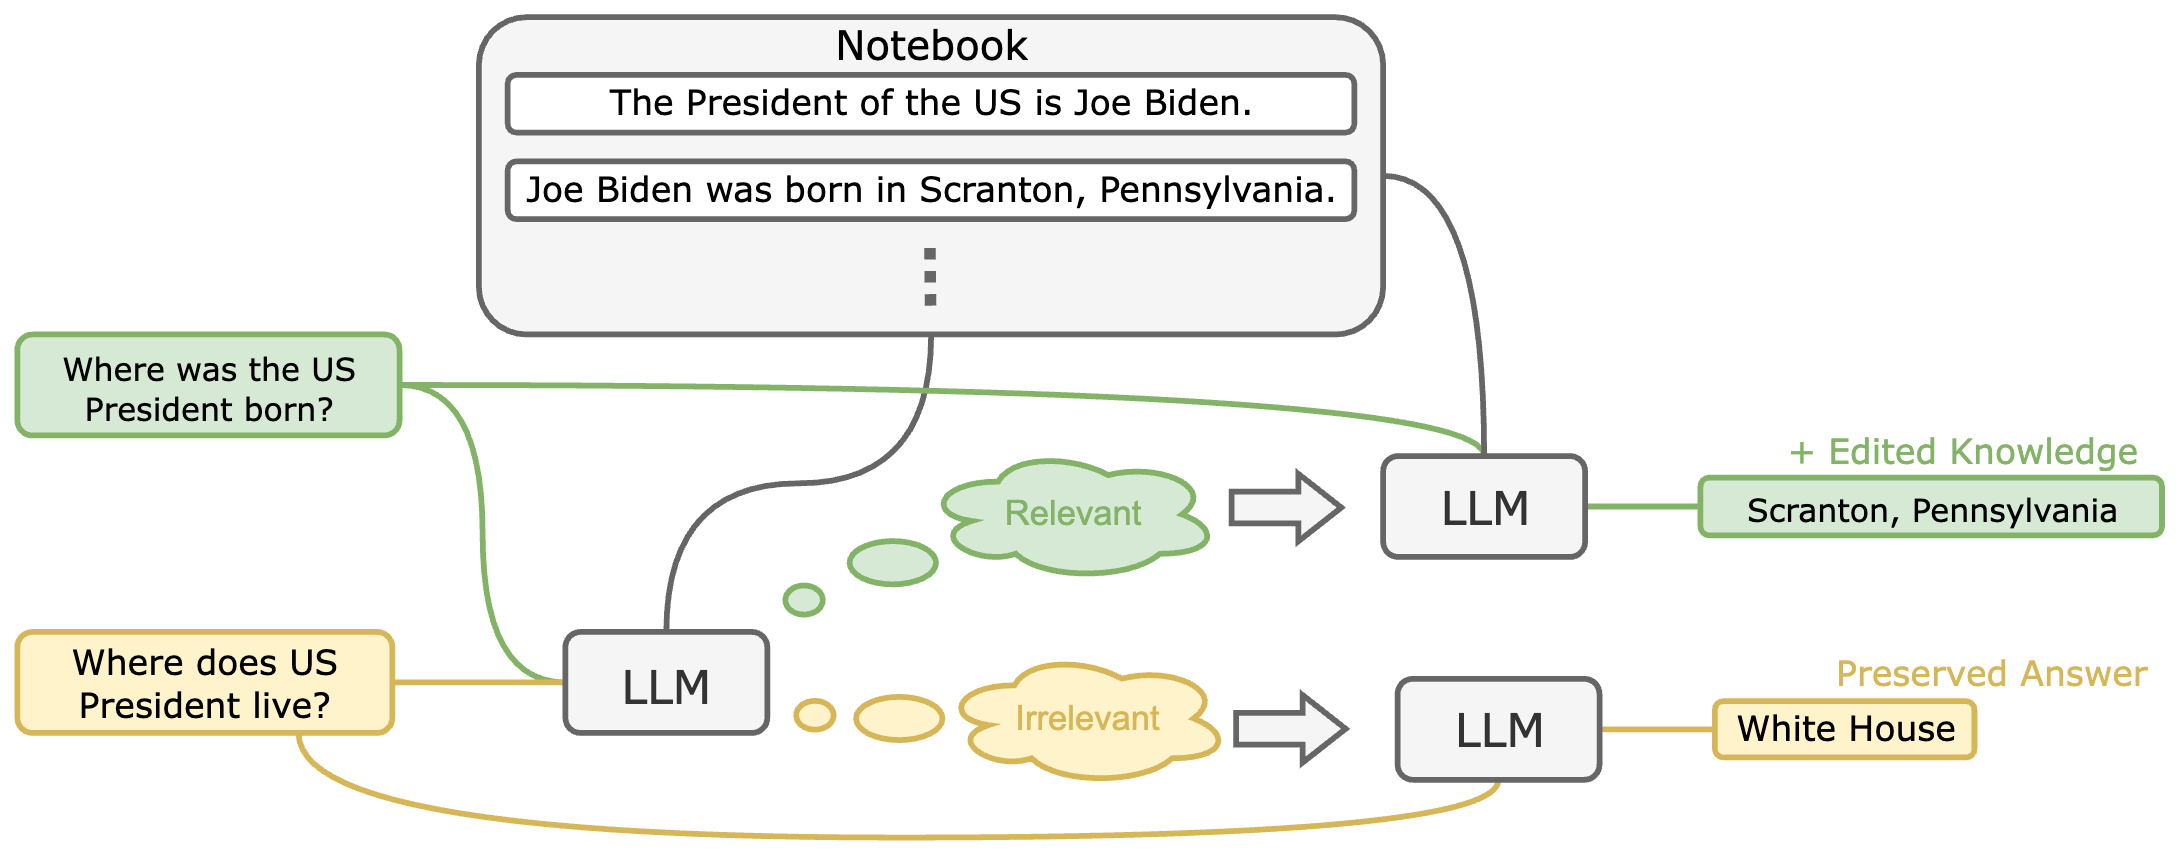 Notebook
The President of the US is Joe Biden.
Joe Biden was born in Scranton, Pennsylvania.
Where was the US
President born?
+ Edited Knowledge
Relevant
LLM
Scranton, Pennsylvania
Where does US
President live?
LLM
Irrelevant
LLM
Preserved Answer
White House